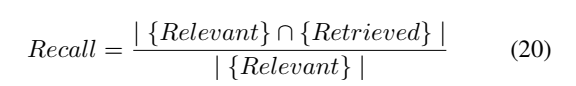 Recall = | {Relevant} ∩ {Retrieved} | / | {Relevant} | (20)